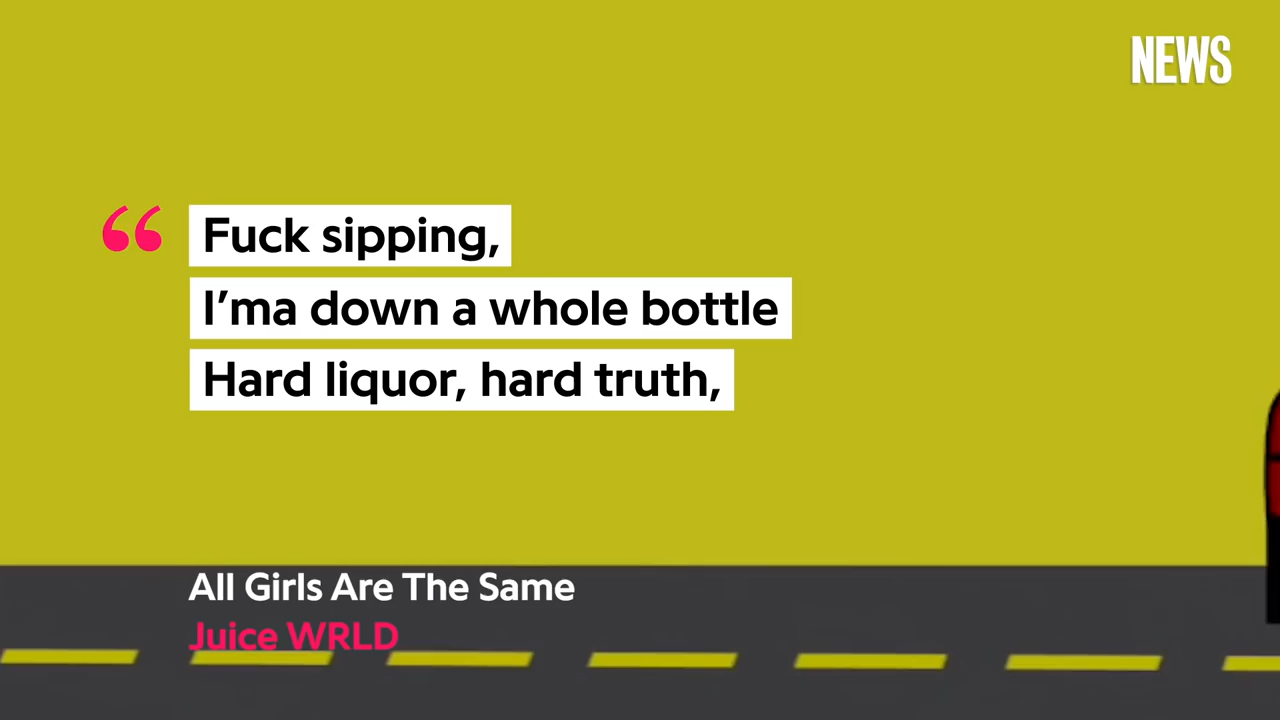 NEWS
“ Fuck sipping,
I’ma down a whole bottle
Hard liquor, hard truth,
All Girls Are The Same
Juice WRLD